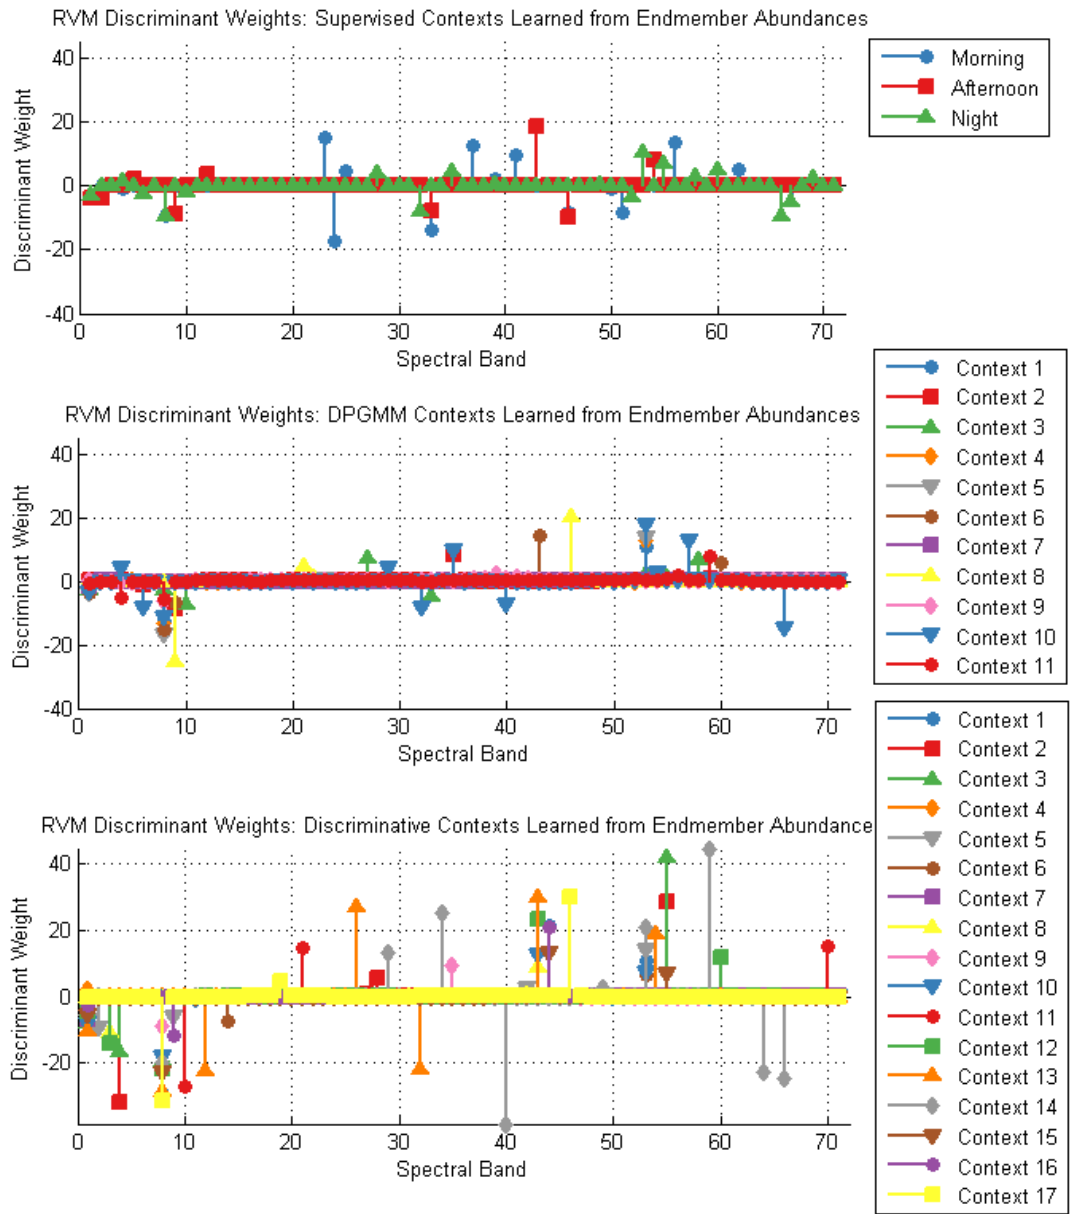 RVM Discriminant Weights: Supervised Contexts Learned from Endmember Abundances
40
20
0
-20
-40
Discriminant Weight
0 10 20 30 40 50 60 70
Spectral Band
Morning
Afternoon
Night
RVM Discriminant Weights: DPGMM Contexts Learned from Endmember Abundances
40
20
0
-20
-40
Discriminant Weight
0 10 20 30 40 50 60 70
Spectral Band
Context 1
Context 2
Context 3
Context 4
Context 5
Context 6
Context 7
Context 8
Context 9
Context 10
Context 11
RVM Discriminant Weights: Discriminative Contexts Learned from Endmember Abundance
40
20
0
-20
Discriminant Weight
0 10 20 30 40 50 60 70
Spectral Band
Context 1
Context 2
Context 3
Context 4
Context 5
Context 6
Context 7
Context 8
Context 9
Context 10
Context 11
Context 12
Context 13
Context 14
Context 15
Context 16
Context 17